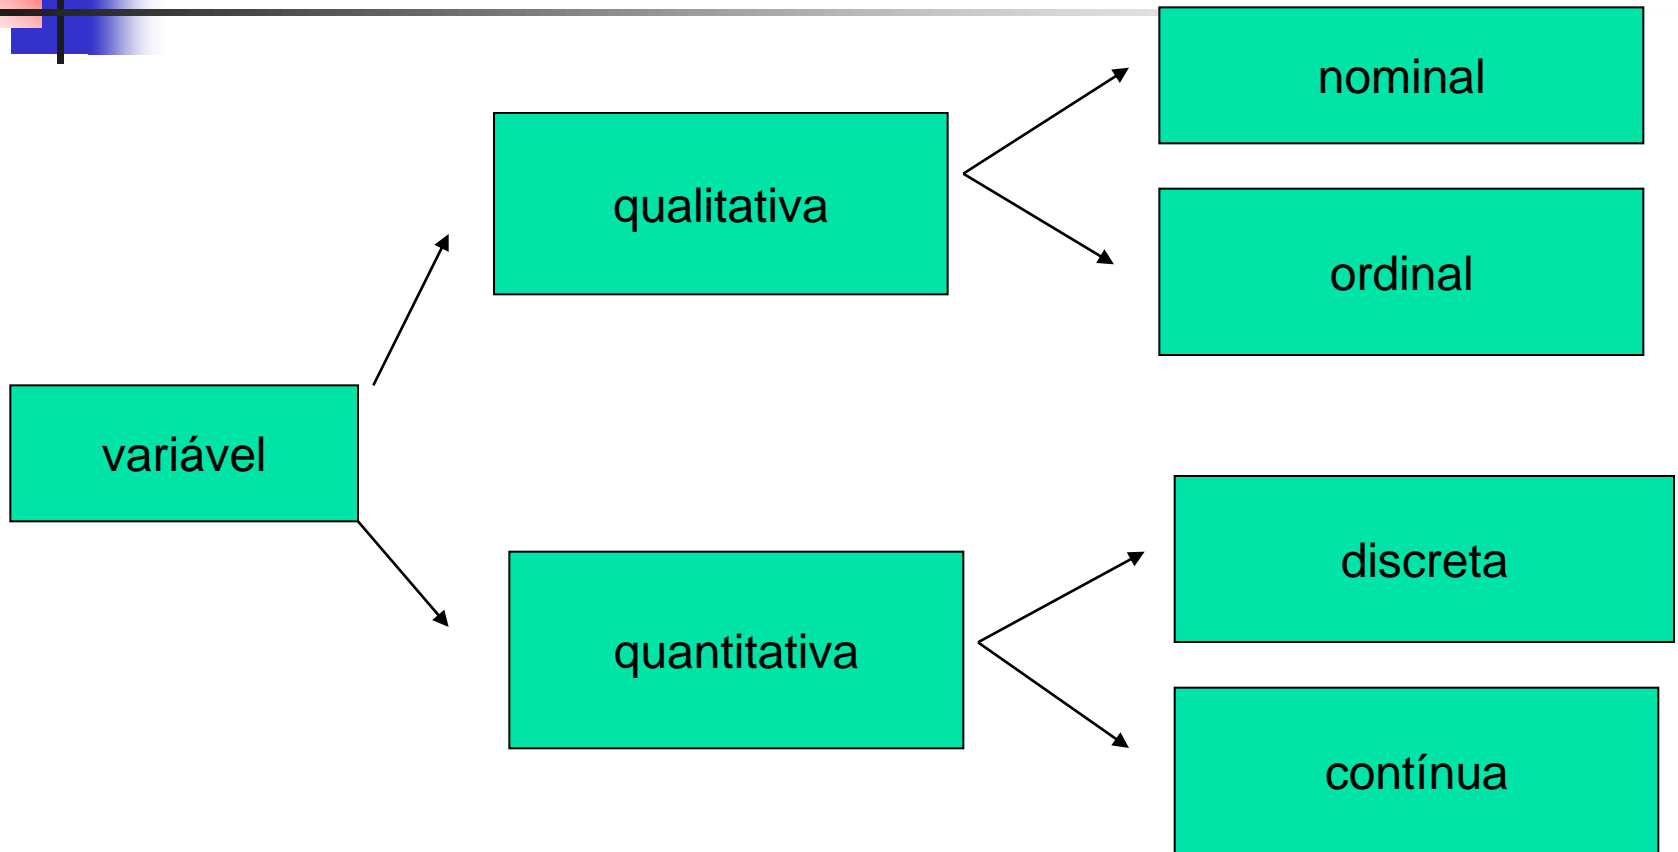 nominal
qualitativa
ordinal
variável
discreta
quantitativa
contínua